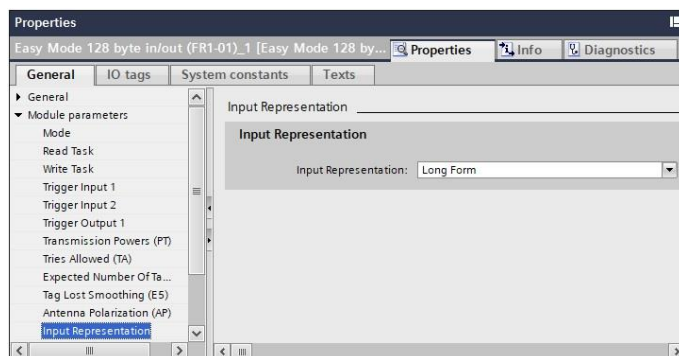 Properties
Easy Mode 128 byte in/out (FR1-01)_1 [Easy Mode 128 by... Properties Info Diagnostics
General IO tags System constants Texts
General
Module parameters
Mode
Read Task
Write Task
Trigger Input 1
Trigger Input 2
Trigger Output 1
Transmission Powers (PT)
Tries Allowed (TA)
Expected Number Of Ta...
Tag Lost Smoothing (E5)
Antenna Polarization (AP)
Input Representation
Input Representation
Input Representation
Input Representation: Long Form